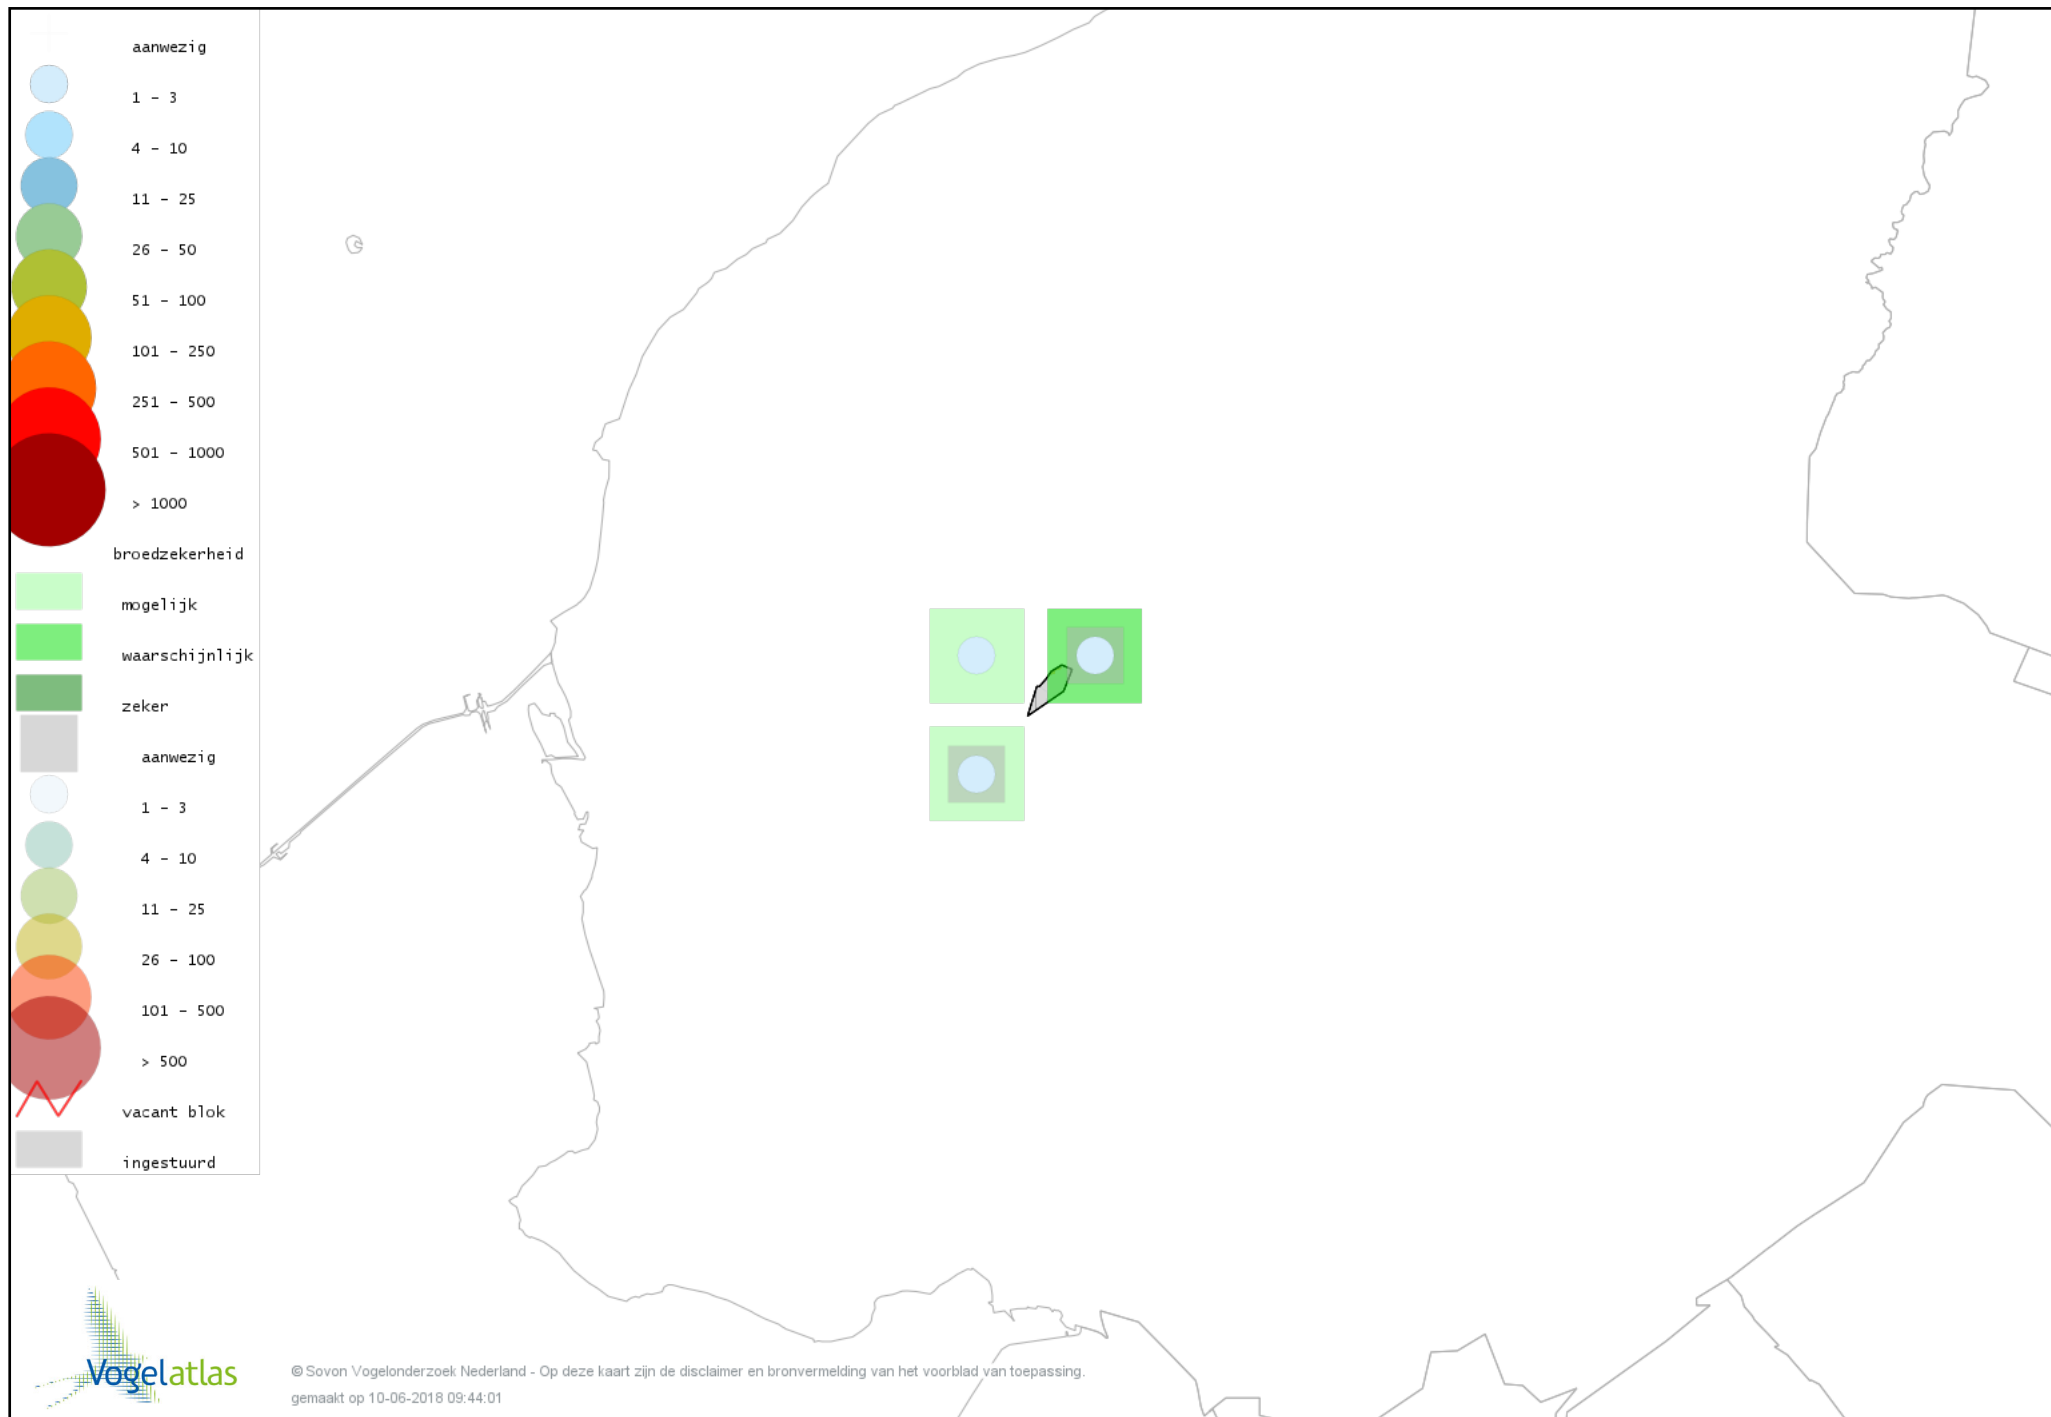 aanwezig
1 - 3
4 - 10
11 - 25
26 - 50
51 - 100
101 - 250
251 - 500
501 - 1000
> 1000
broedzekerheid
mogelijk
waarschijnlijk
zeker
aanwezig
1 - 3
4 - 10
11 - 25
26 - 100
101 - 500
> 500
vacant blok
ingestuurd
Vogelatlas
© Sovon Vogelonderzoek Nederland - Op deze kaart zijn de disclaimer en bronvermelding van het voorblad van toepassing.
gemaakt op 10-06-2018 09:44:01